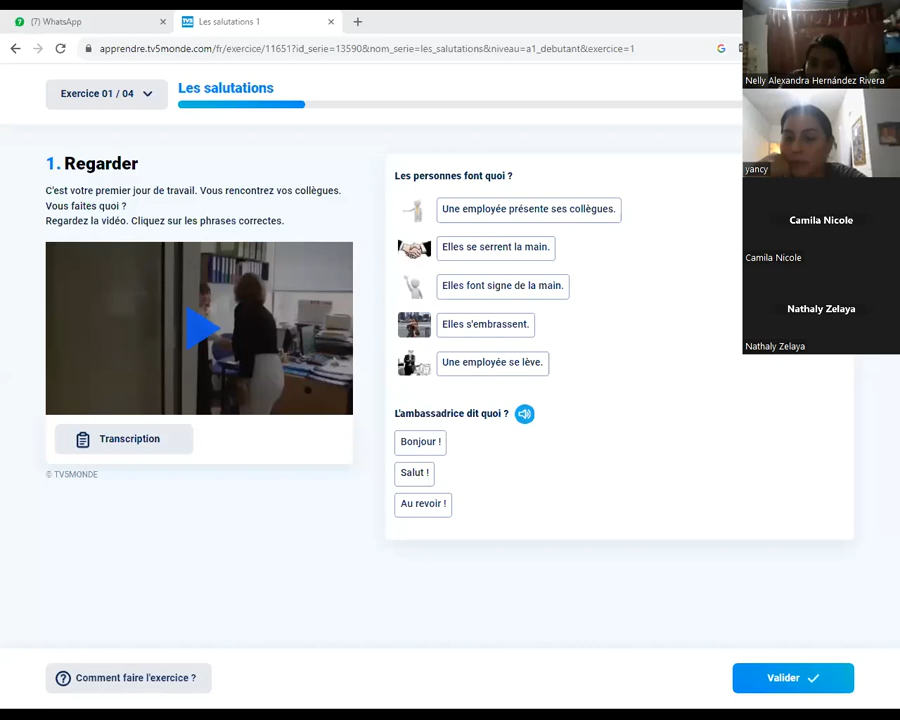 (7) WhatsApp
TV5
Les salutations 1
apprendre.tv5monde.com/fr/exercice/11651?id_serie=13590&nom_serie=les_salutations&niveau=a1_debutant&exercice=1
Exercice 01 / 04
Les salutations
1. Regarder
C'est votre premier jour de travail. Vous rencontrez vos collègues.
Vous faites quoi ?
Regardez la vidéo. Cliquez sur les phrases correctes.
Transcription
© TV5MONDE
Les personnes font quoi ?
Une employée présente ses collègues.
Elles se serrent la main.
Elles font signe de la main.
Elles s'embrassent.
Une employée se lève.
L'ambassadrice dit quoi ?
Bonjour !
Salut !
Au revoir !
Nelly Alexandra Hernández Rivera
yancy
Camila Nicole
Camila Nicole
Nathaly Zelaya
Nathaly Zelaya
Comment faire l'exercice ?
Valider